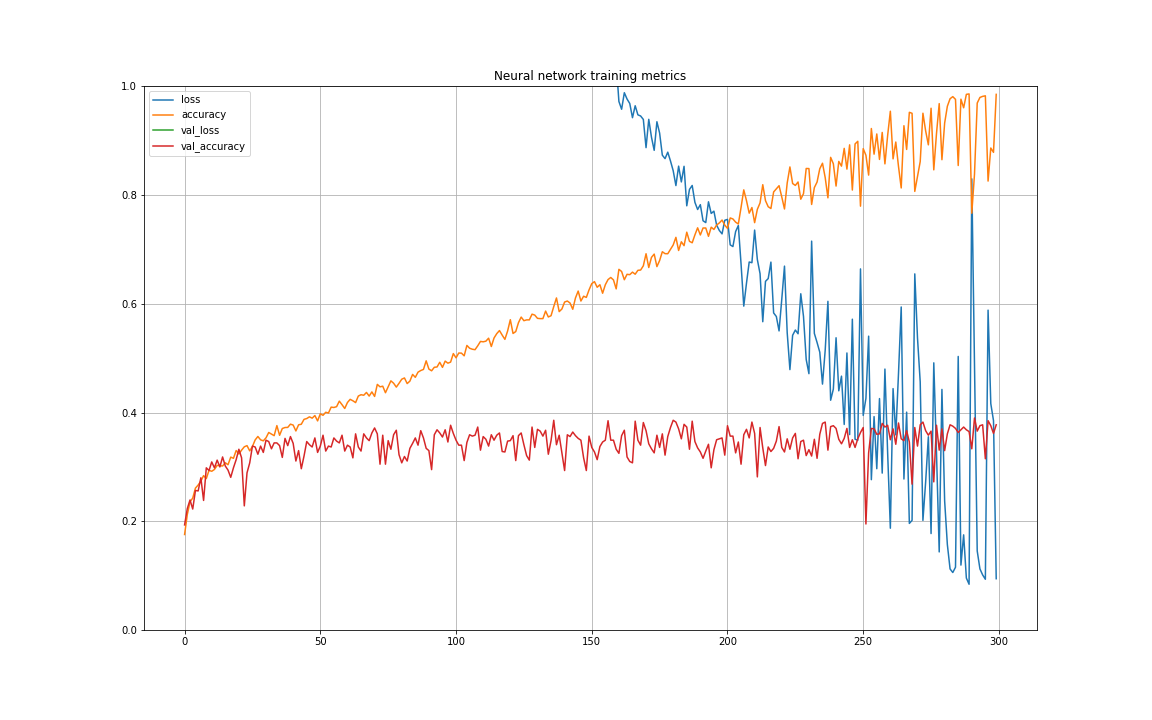 Neural network training metrics
1.0
0.8
0.6
0.4
0.2
0.0
loss
accuracy
val_loss
val_accuracy
0 50 100 150 200 250 300